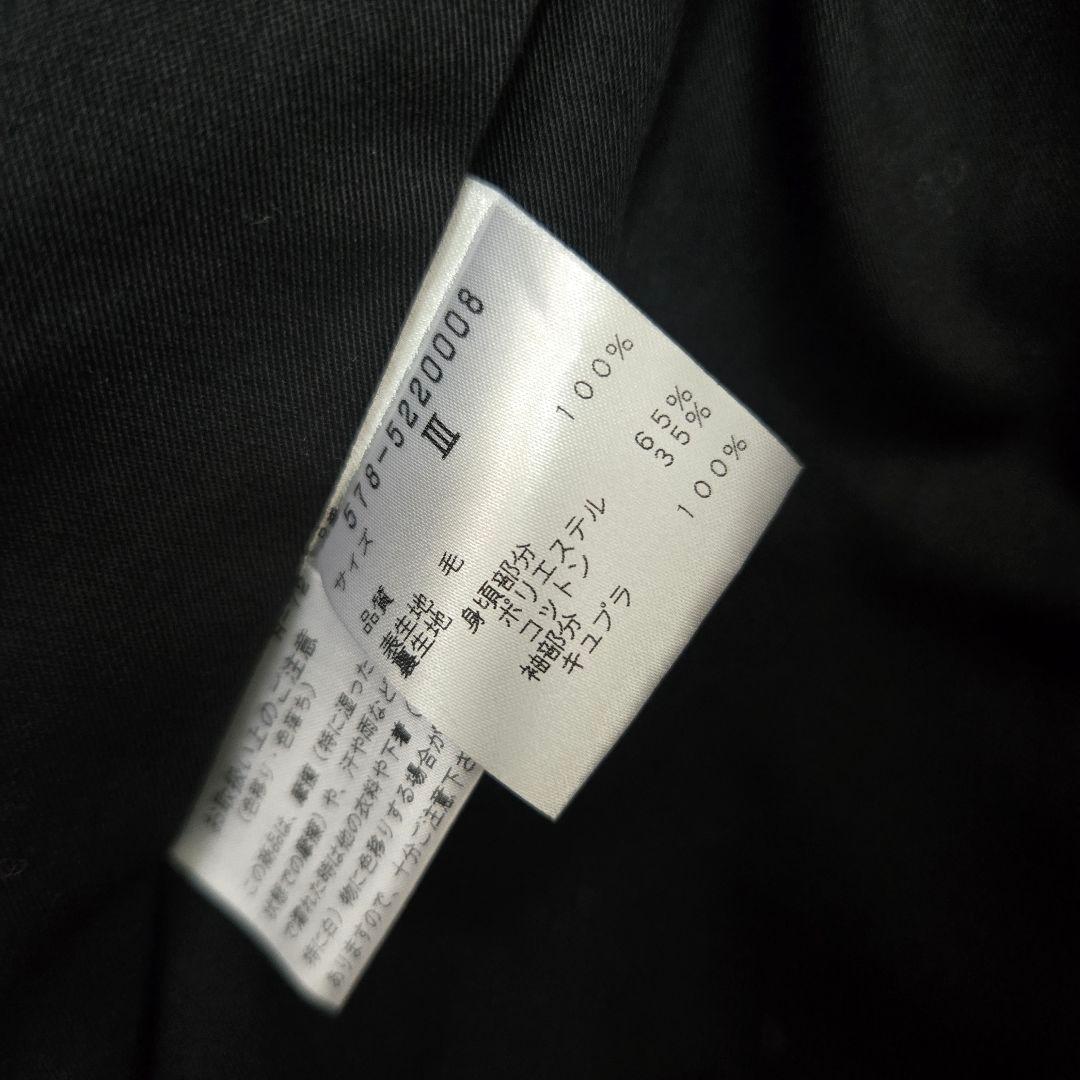 578-5220008
サイズ Ⅲ
品質
表生地 毛 100%
裏生地
身頃部分
ポリエステル 65%
コットン 35%
袖部分
キュプラ 100%
お取扱い上のご注意
(色移り、色落ち)
この商品は、摩擦(特に湿った
状態での摩擦)や、汗や雨など
で濡れた時は他の衣料や下着(
特に白)物に色移りする場合が
ありますので、十分ご注意下さ